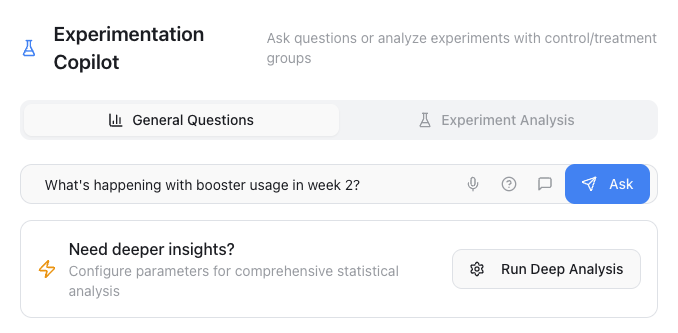 Experimentation
Copilot
Ask questions or analyze experiments with control/treatment
groups
General Questions
Experiment Analysis
What's happening with booster usage in week 2?
Ask
Need deeper insights?
Configure parameters for comprehensive statistical
analysis
Run Deep Analysis